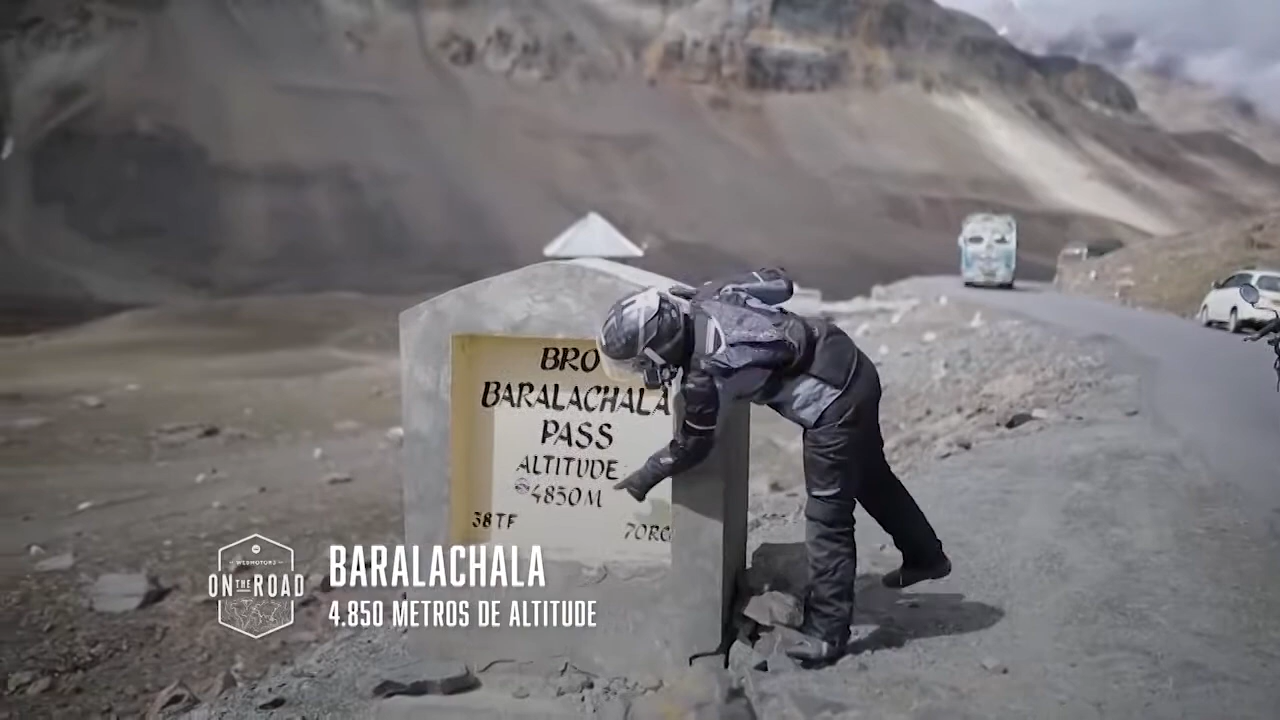 BRO
BARALACHALA
PASS
ALTITUDE
@4850M
38TF
70RC
WEBMOTORS
ON THE ROAD
BARALACHALA
4.850 METROS DE ALTITUDE